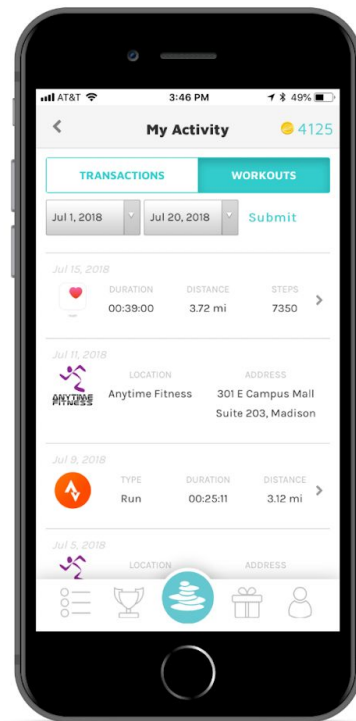 AT&T 3:46 PM 49%
My Activity 4125
TRANSACTIONS WORKOUTS
Jul 1, 2018 Jul 20, 2018 Submit
Jul 15, 2018
DURATION DISTANCE STEPS
00:39:00 3.72 mi 7350
Jul 11, 2018
LOCATION ADDRESS
ANYTIME FITNESS
Anytime Fitness 301 E Campus Mall
Suite 203, Madison
Jul 9, 2018
TYPE DURATION DISTANCE
Run 00:25:11 3.12 mi
Jul 5, 2018
LOCATION ADDRESS